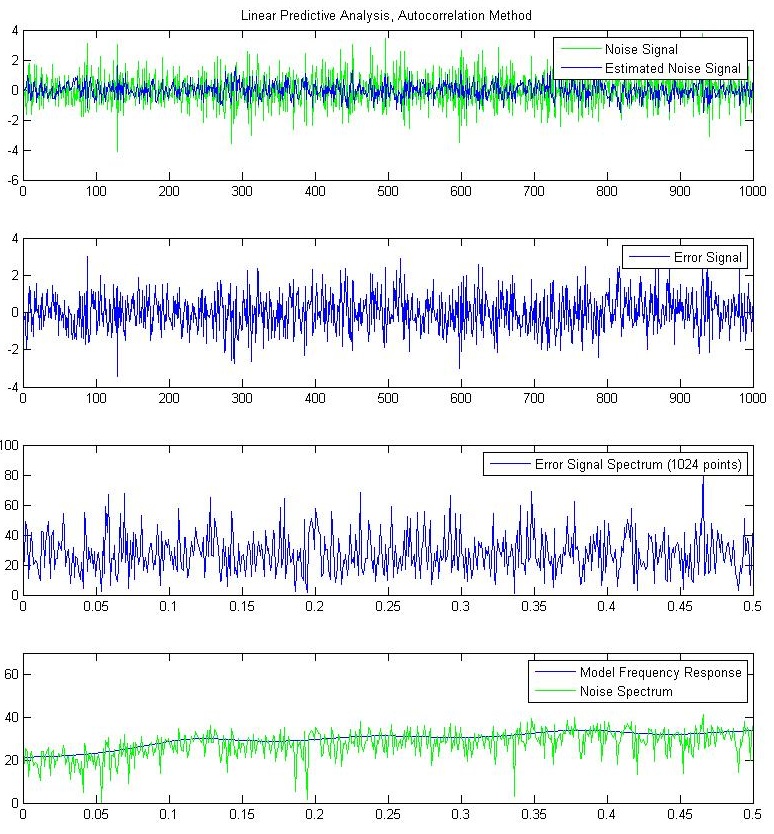 Linear Predictive Analysis, Autocorrelation Method
4
2
0
-2
-4
-6
Noise Signal
Estimated Noise Signal
0 100 200 300 400 500 600 700 800 900 1000
4
2
0
-2
-4
Error Signal
0 100 200 300 400 500 600 700 800 900 1000
100
80
60
40
20
0
Error Signal Spectrum (1024 points)
0 0.05 0.1 0.15 0.2 0.25 0.3 0.35 0.4 0.45 0.5
60
40
20
0
Model Frequency Response
Noise Spectrum
0 0.05 0.1 0.15 0.2 0.25 0.3 0.35 0.4 0.45 0.5